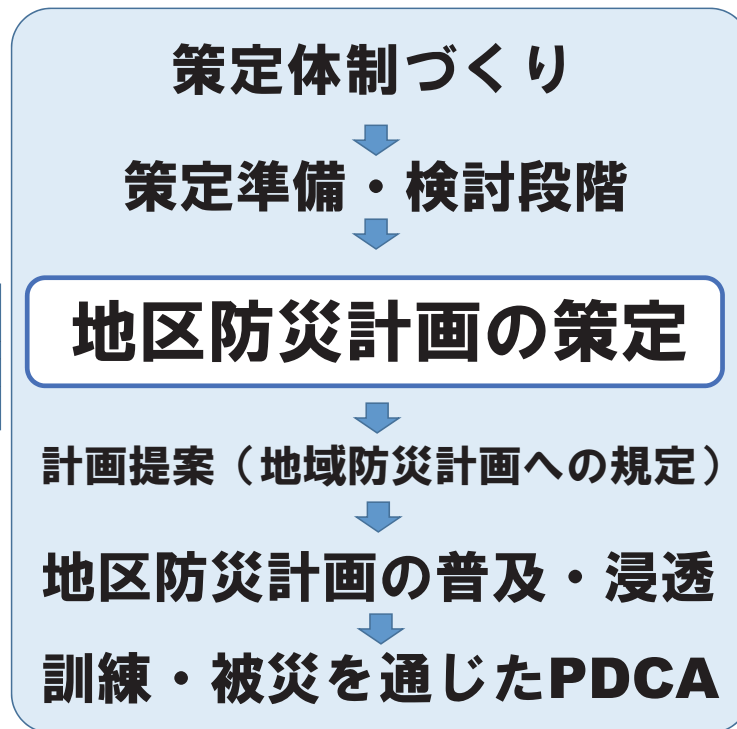 策定体制づくり
策定準備・検討段階
地区防災計画の策定
計画提案（地域防災計画への規定）
地区防災計画の普及・浸透
訓練・被災を通じたPDCA